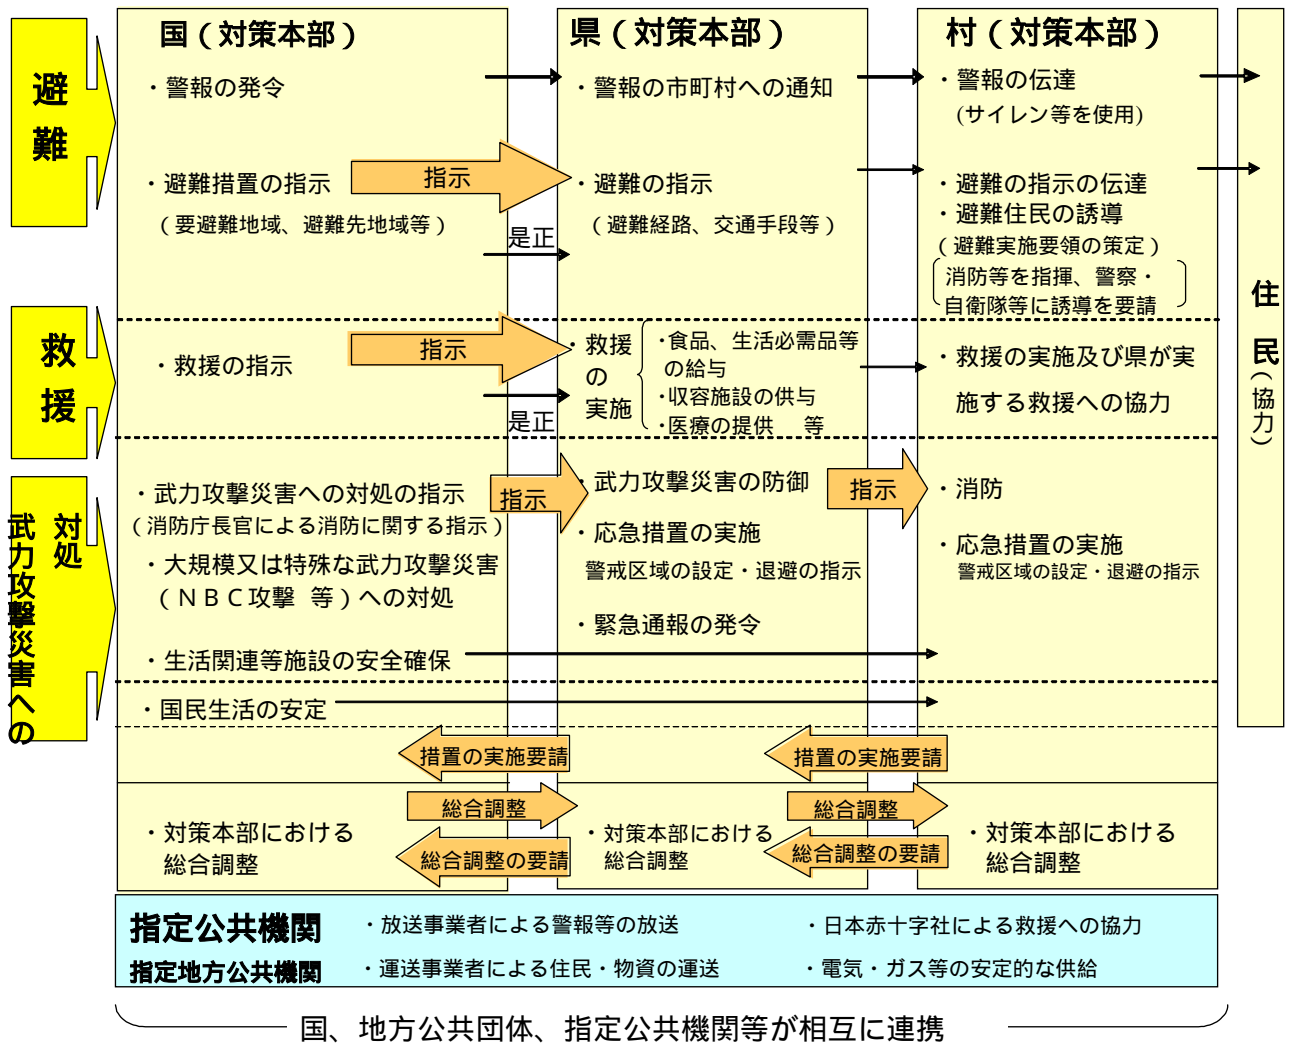 避難
国（対策本部）
・警報の発令
・避難措置の指示
（要避難地域、避難先地域等）
指示
是正
県（対策本部）
・警報の市町村への通知
・避難の指示
（避難経路、交通手段等）
村（対策本部）
・警報の伝達
(サイレン等を使用)
・避難の指示の伝達
・避難住民の誘導
（避難実施要領の策定）
消防等を指揮、警察・
自衛隊等に誘導を要請
住民（協力）
救援
・救援の指示
指示
是正
・救援
の
実施
・食品、生活必需品等
の給与
・収容施設の供与
・医療の提供　等
・救援の実施及び県が実
施する救援への協力
武力攻撃災害への
対処
・武力攻撃災害への対処の指示
（消防庁長官による消防に関する指示）
・大規模又は特殊な武力攻撃災害
（ＮＢＣ攻撃 等）への対処
・生活関連等施設の安全確保
指示
・武力攻撃災害の防御
・応急措置の実施
警戒区域の設定・退避の指示
・緊急通報の発令
指示
・消防
・応急措置の実施
警戒区域の設定・退避の指示
・国民生活の安定
措置の実施要請
措置の実施要請
・対策本部における
総合調整
総合調整
総合調整の要請
・対策本部における
総合調整
総合調整
総合調整の要請
・対策本部における
総合調整
指定公共機関
・放送事業者による警報等の放送
・日本赤十字社による救援への協力
指定地方公共機関
・運送事業者による住民・物資の運送
・電気・ガス等の安定的な供給
国、地方公共団体、指定公共機関等が相互に連携